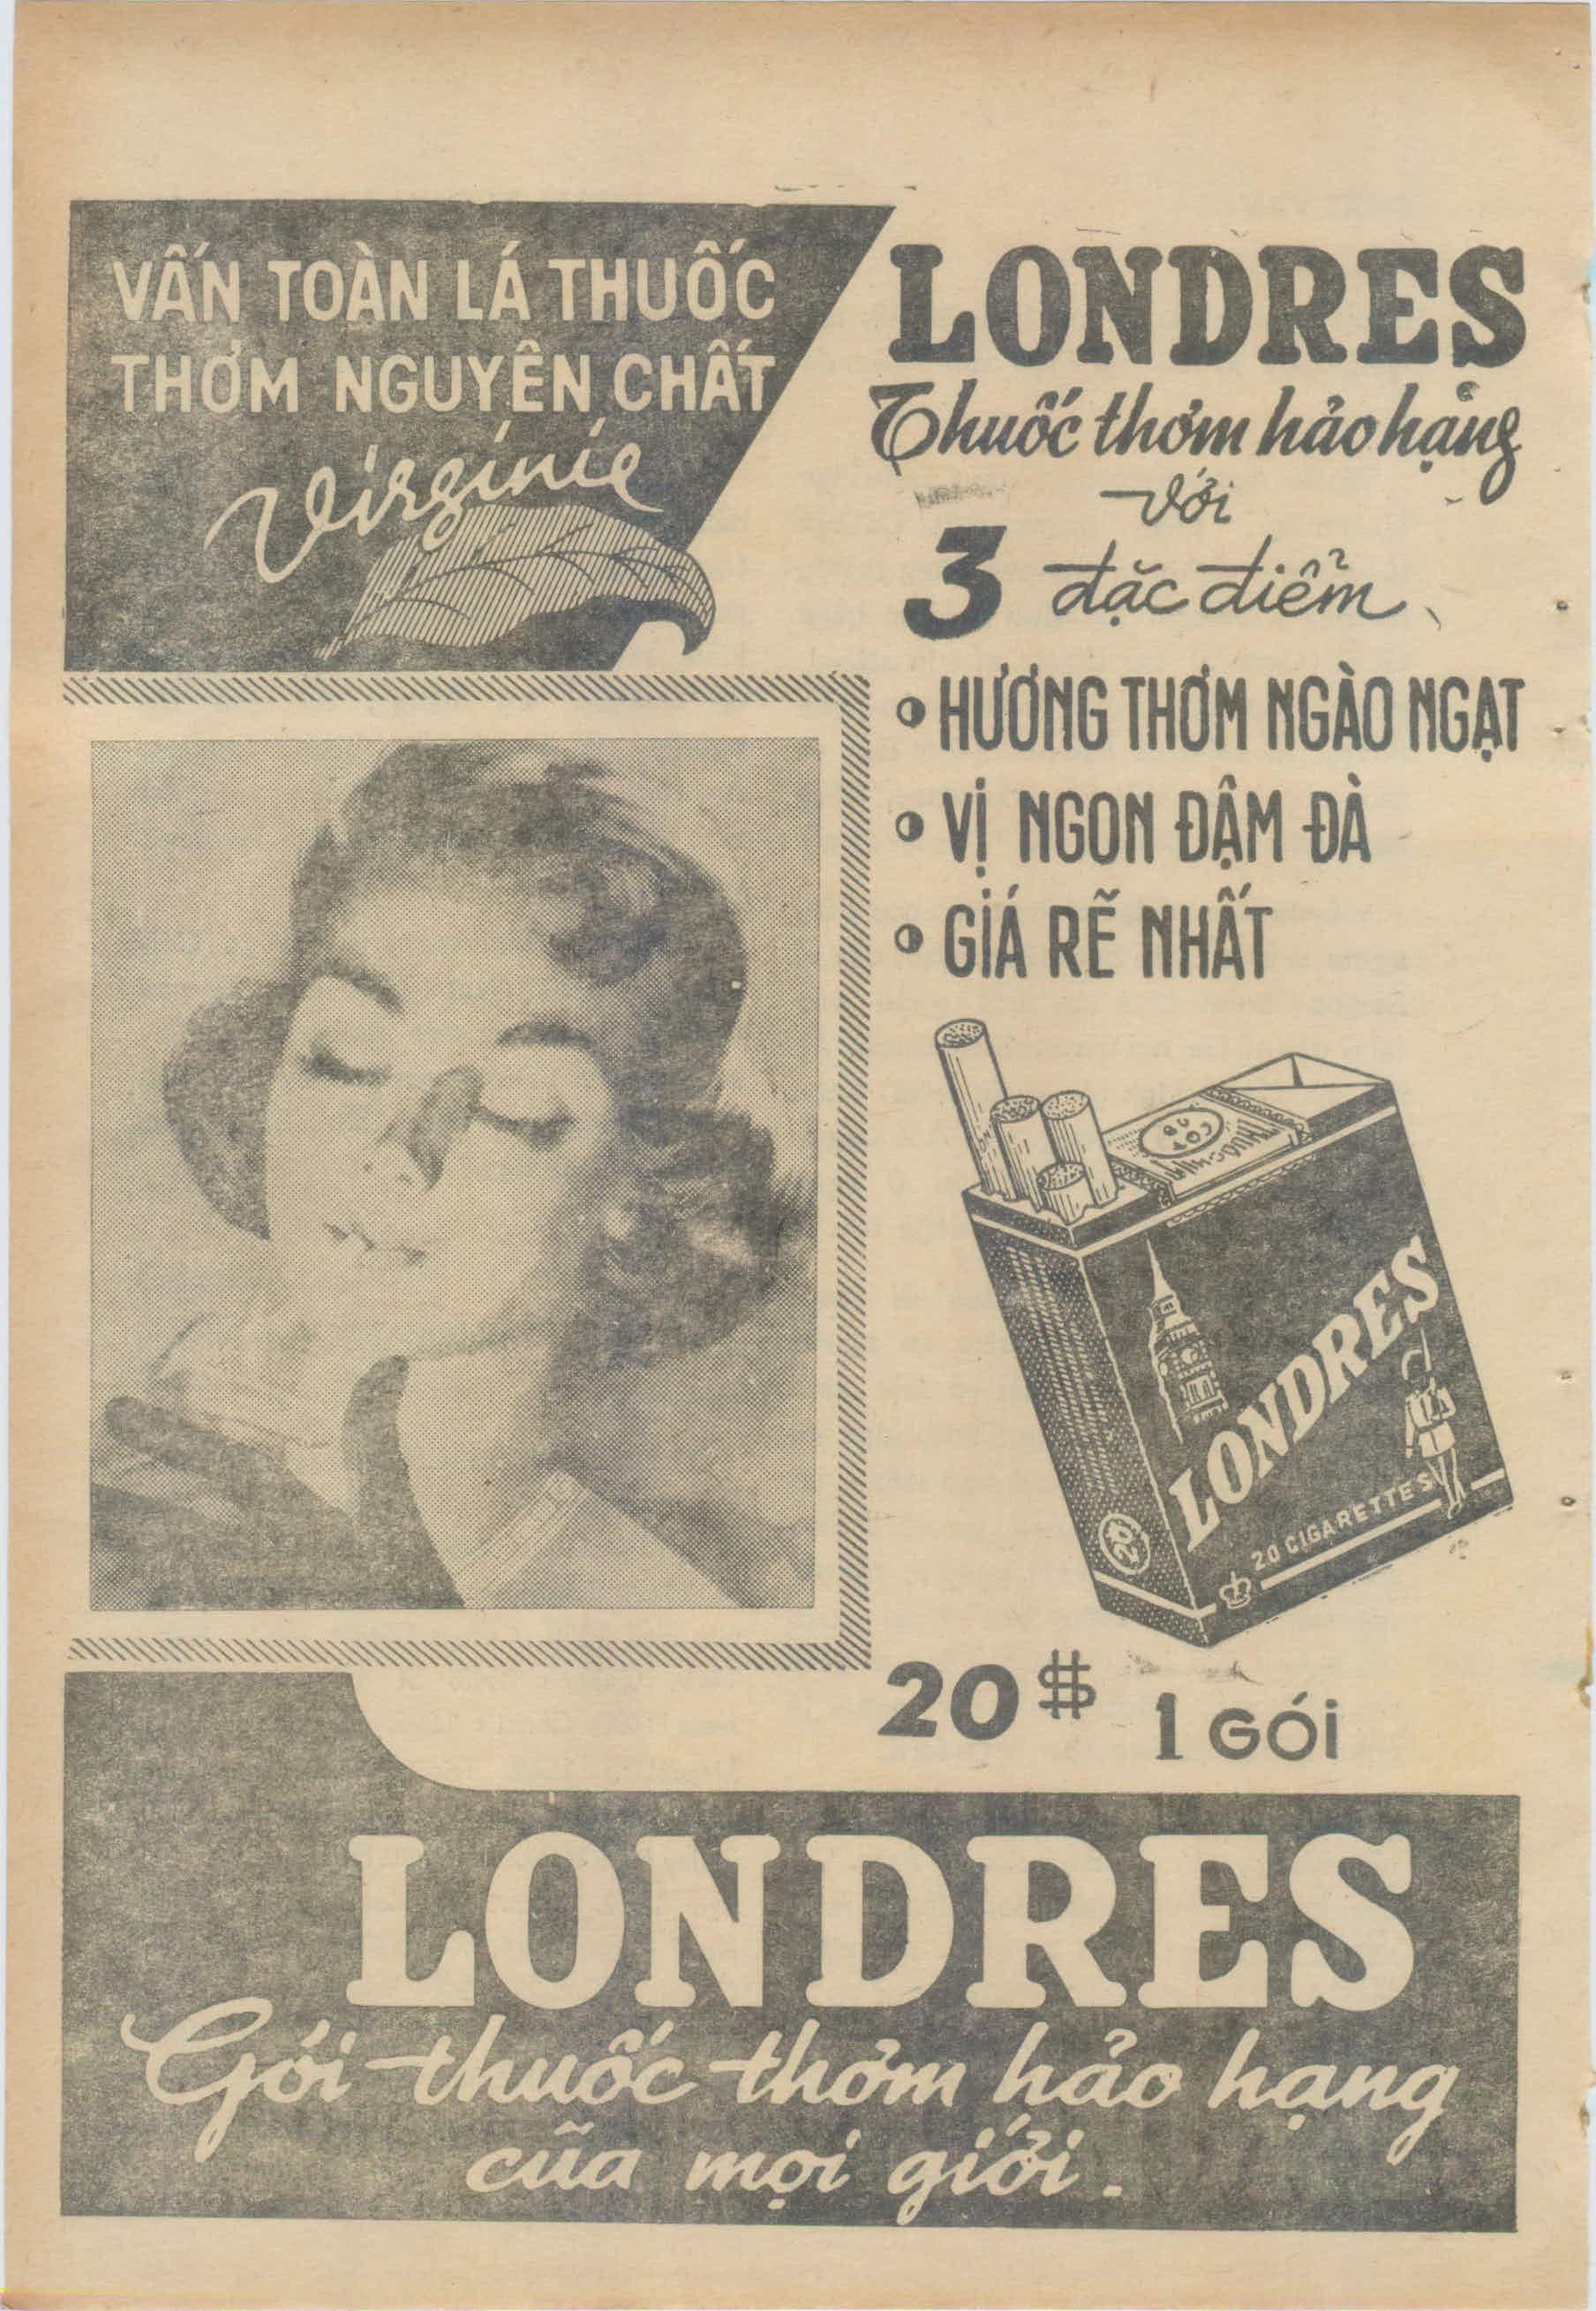 VẤN TOÀN LÁ THUỐC
THƠM NGUYÊN CHẤT
Virginie
LONDRES
Thuốc thơm hảo hạng
với
3 đặc điểm
HƯƠNG THƠM NGÀO NGẠT
VỊ NGON ĐẬM ĐÀ
GIÁ RẼ NHẤT
LONDRES
20 CIGARETTES
20
20$ 1 GÓI
LONDRES
Gói thuốc thơm hảo hạng
cũa mọi giới.